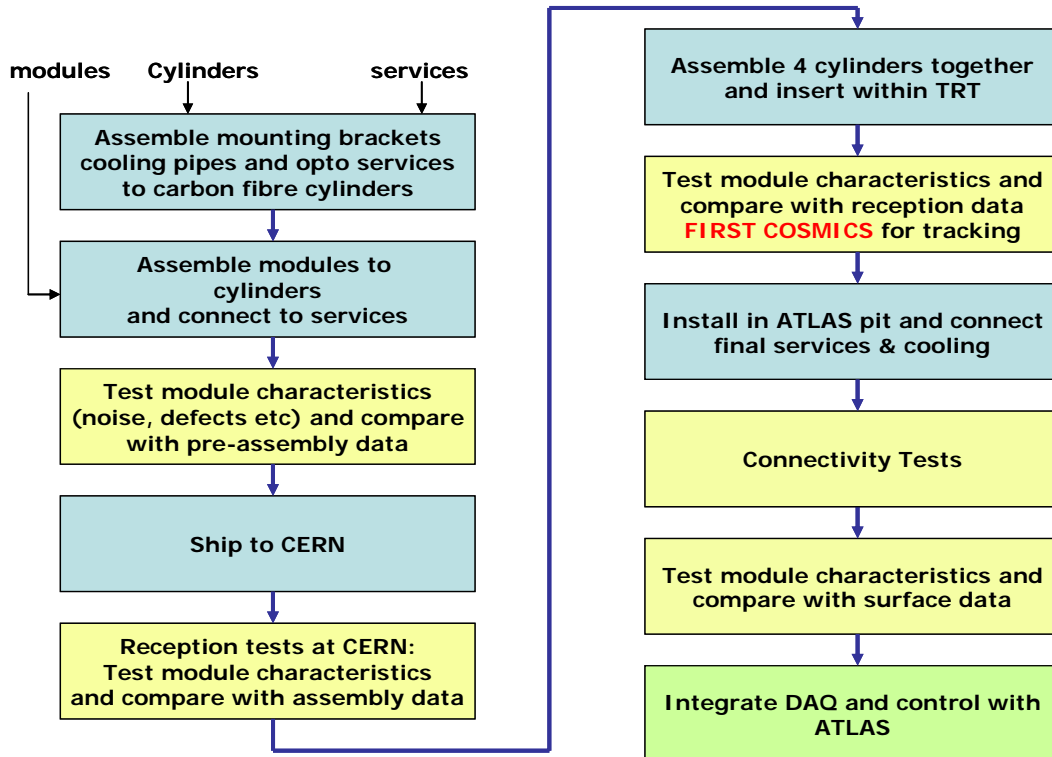 modules Cylinders services
Assemble mounting brackets
cooling pipes and opto services
to carbon fibre cylinders
Assemble modules to
cylinders
and connect to services
Test module characteristics
(noise, defects etc) and compare
with pre-assembly data
Ship to CERN
Reception tests at CERN:
Test module characteristics
and compare with assembly data
Assemble 4 cylinders together
and insert within TRT
Test module characteristics and
compare with reception data
FIRST COSMICS for tracking
Install in ATLAS pit and connect
final services & cooling
Connectivity Tests
Test module characteristics and
compare with surface data
Integrate DAQ and control with
ATLAS